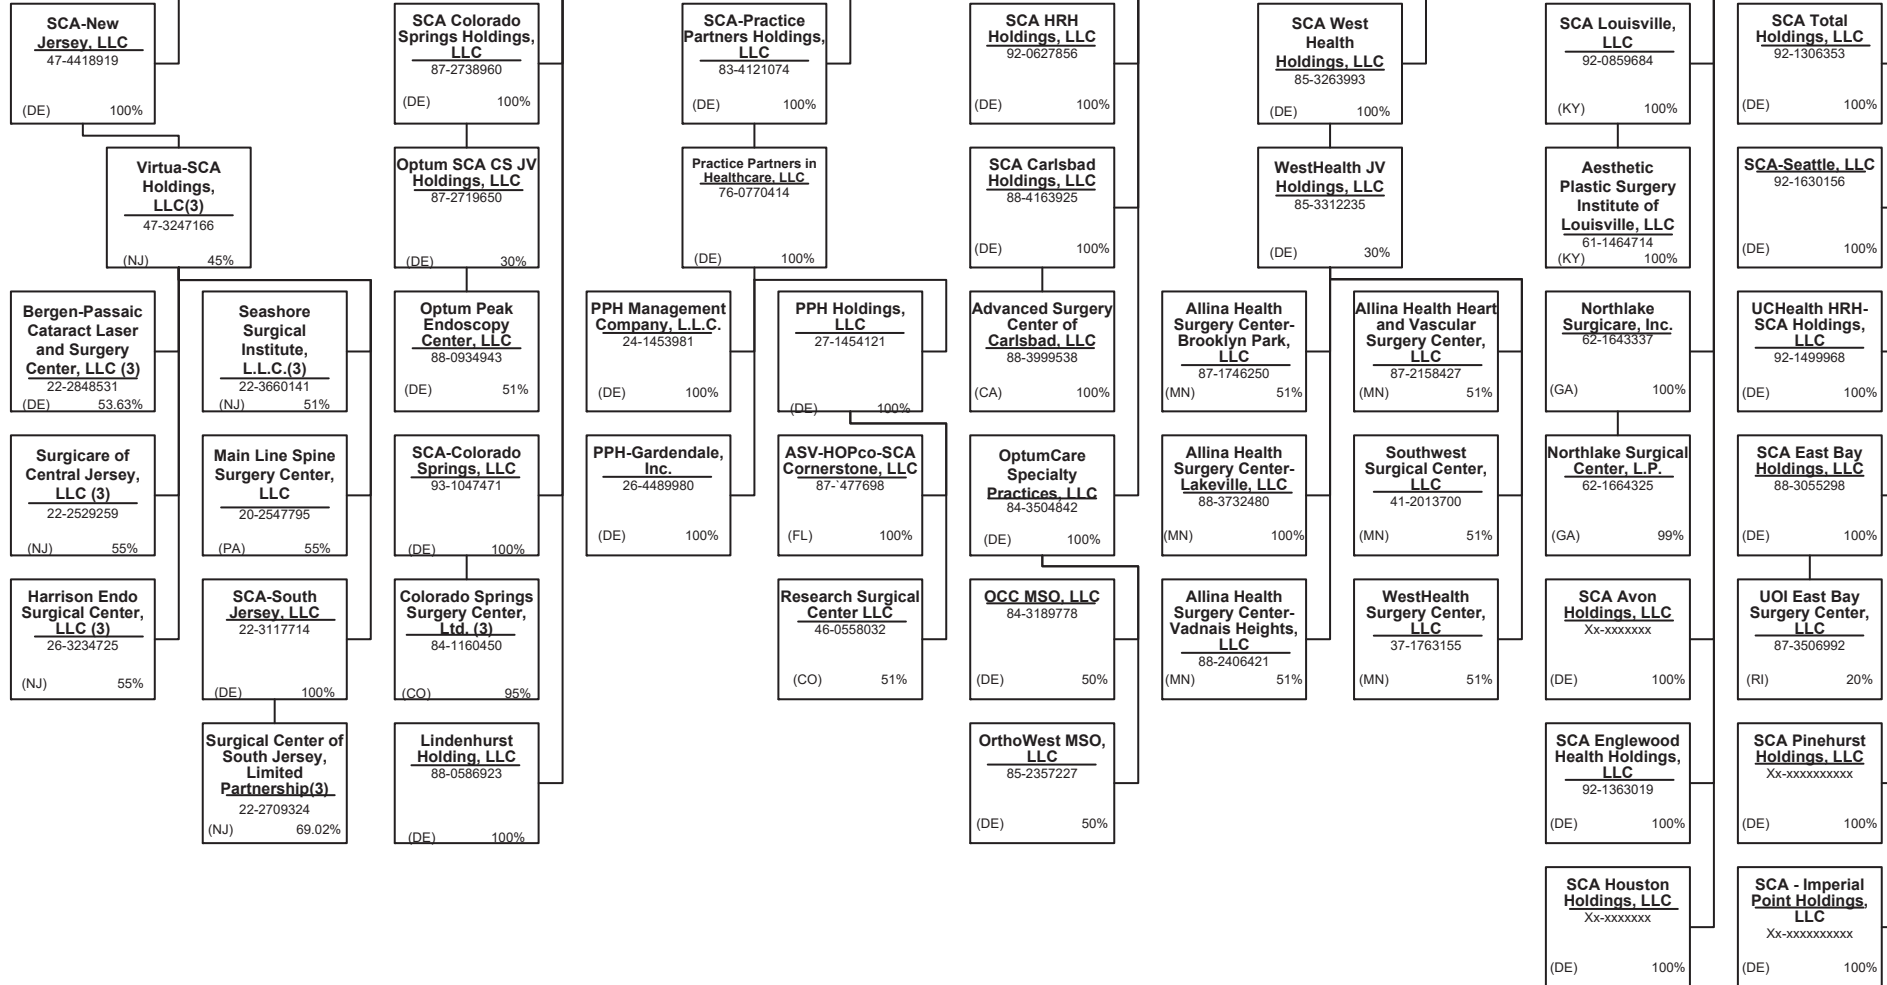 SCA-New
Jersey, LLC
47-4418919
(DE) 100%
SCA Colorado
Springs Holdings,
LLC
87-2738960
(DE) 100%
SCA-Practice
Partners Holdings,
LLC
83-4121074
(DE) 100%
SCA HRH
Holdings, LLC
92-0627856
(DE) 100%
SCA West
Health
Holdings, LLC
85-3263993
(DE) 100%
SCA Louisville,
LLC
92-0859684
(KY) 100%
SCA Total
Holdings, LLC
92-1306353
(DE) 100%
Virtua-SCA
Holdings,
LLC(3)
47-3247166
(NJ) 45%
Optum SCA CS JV
Holdings, LLC
87-2719650
(DE) 30%
Practice Partners in
Healthcare, LLC
76-0770414
(DE) 100%
SCA Carlsbad
Holdings, LLC
88-4163925
(DE) 100%
WestHealth JV
Holdings, LLC
85-3312235
(DE) 30%
Aesthetic
Plastic Surgery
Institute of
Louisville, LLC
61-1464714
(KY) 100%
SCA-Seattle, LLC
92-1630156
(DE) 100%
Bergen-Passaic
Cataract Laser
and Surgery
Center, LLC (3)
22-2848531
(DE) 53.63%
Seashore
Surgical
Institute,
L.L.C.(3)
22-3660141
(NJ) 51%
Optum Peak
Endoscopy
Center, LLC
88-0934943
(DE) 51%
PPH Management
Company, L.L.C.
24-1453981
(DE) 100%
PPH Holdings,
LLC
27-1454121
(DE) 100%
Advanced Surgery
Center of
Carlsbad, LLC
88-3999538
(CA) 100%
Allina Health
Surgery Center-
Brooklyn Park,
LLC
87-1746250
(MN) 51%
Allina Health Heart
and Vascular
Surgery Center,
LLC
87-2158427
(MN) 51%
Northlake
Surgicare, Inc.
62-1643337
(GA) 100%
UCHealth HRH-
SCA Holdings,
LLC
92-1499968
(DE) 100%
Surgicare of
Central Jersey,
LLC (3)
22-2529259
(NJ) 55%
Main Line Spine
Surgery Center,
LLC
20-2547795
(PA) 55%
SCA-Colorado
Springs, LLC
93-1047471
(DE) 100%
PPH-Gardendale,
Inc.
26-4489980
(DE) 100%
ASV-HOPco-SCA
Cornerstone, LLC
87-`477698
(FL) 100%
OptumCare
Specialty
Practices, LLC
84-3504842
(DE) 100%
Allina Health
Surgery Center-
Lakeville, LLC
88-3732480
(MN) 100%
Southwest
Surgical Center,
LLC
41-2013700
(MN) 51%
Northlake Surgical
Center, L.P.
62-1664325
(GA) 99%
SCA East Bay
Holdings, LLC
88-3055298
(DE) 100%
Harrison Endo
Surgical Center,
LLC (3)
26-3234725
(NJ) 55%
SCA-South
Jersey, LLC
22-3117714
(DE) 100%
Colorado Springs
Surgery Center,
Ltd. (3)
84-1160450
(CO) 95%
Research Surgical
Center LLC
46-0558032
(CO) 51%
OCC MSO, LLC
84-3189778
(DE) 50%
Allina Health
Surgery Center-
Vadnais Heights,
LLC
88-2406421
(MN) 51%
WestHealth
Surgery Center,
LLC
37-1763155
(MN) 51%
SCA Avon
Holdings, LLC
Xx-xxxxxxx
(DE) 100%
UOI East Bay
Surgery Center,
LLC
87-3506992
(RI) 20%
Surgical Center of
South Jersey,
Limited
Partnership(3)
22-2709324
(NJ) 69.02%
Lindenhurst
Holding, LLC
88-0586923
(DE) 100%
OrthoWest MSO,
LLC
85-2357227
(DE) 50%
SCA Englewood
Health Holdings,
LLC
92-1363019
(DE) 100%
SCA Pinehurst
Holdings, LLC
Xx-xxxxxxxxxx
(DE) 100%
SCA Houston
Holdings, LLC
Xx-xxxxxxx
(DE) 100%
SCA - Imperial
Point Holdings,
LLC
Xx-xxxxxxxxxx
(DE) 100%